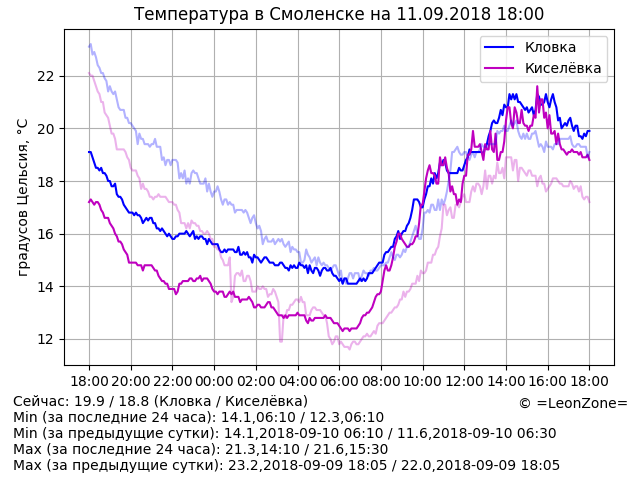 Температура в Смоленске на 11.09.2018 18:00
Кловка
Киселёвка
градусов Цельсия, °C
22
20
18
16
14
12
18:00 20:00 22:00 00:00 02:00 04:00 06:00 08:00 10:00 12:00 14:00 16:00 18:00
Сейчас: 19.9 / 18.8 (Кловка / Киселёвка)
© =LeonZone=
Min (за последние 24 часа): 14.1,06:10 / 12.3,06:10
Min (за предыдущие сутки): 14.1,2018-09-10 06:10 / 11.6,2018-09-10 06:30
Max (за последние 24 часа): 21.3,14:10 / 21.6,15:30
Max (за предыдущие сутки): 23.2,2018-09-09 18:05 / 22.0,2018-09-09 18:05